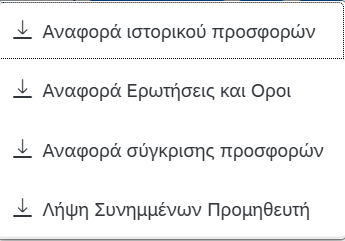 Αναφορά ιστορικού προσφορών
Αναφορά Ερωτήσεις και Οροι
Αναφορά σύγκρισης προσφορών
Λήψη Συνημμένων Προμηθευτή